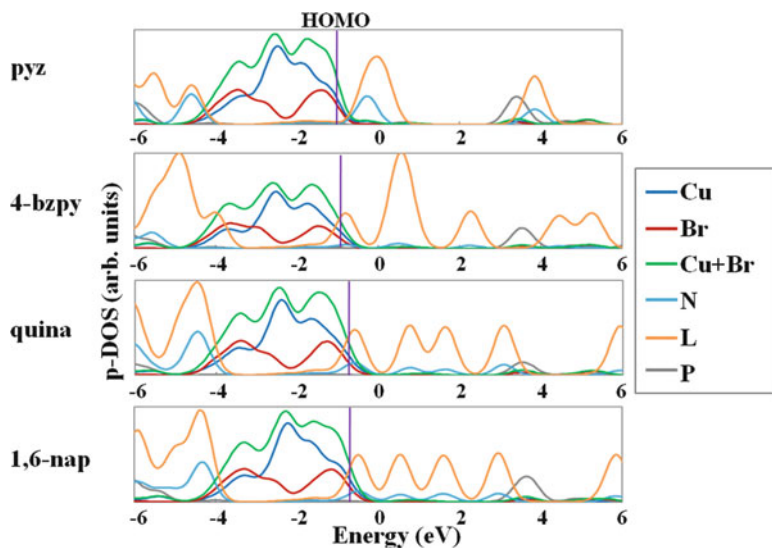 HOMO
pyz
-6 -4 -2 0 2 4 6
4-bzpy
-6 -4 -2 0 2 4 6
quina
-6 -4 -2 0 2 4 6
1,6-nap
-6 -4 -2 0 2 4 6
Energy (eV)
p-DOS (arb. units)
Cu
Br
Cu+Br
N
L
P